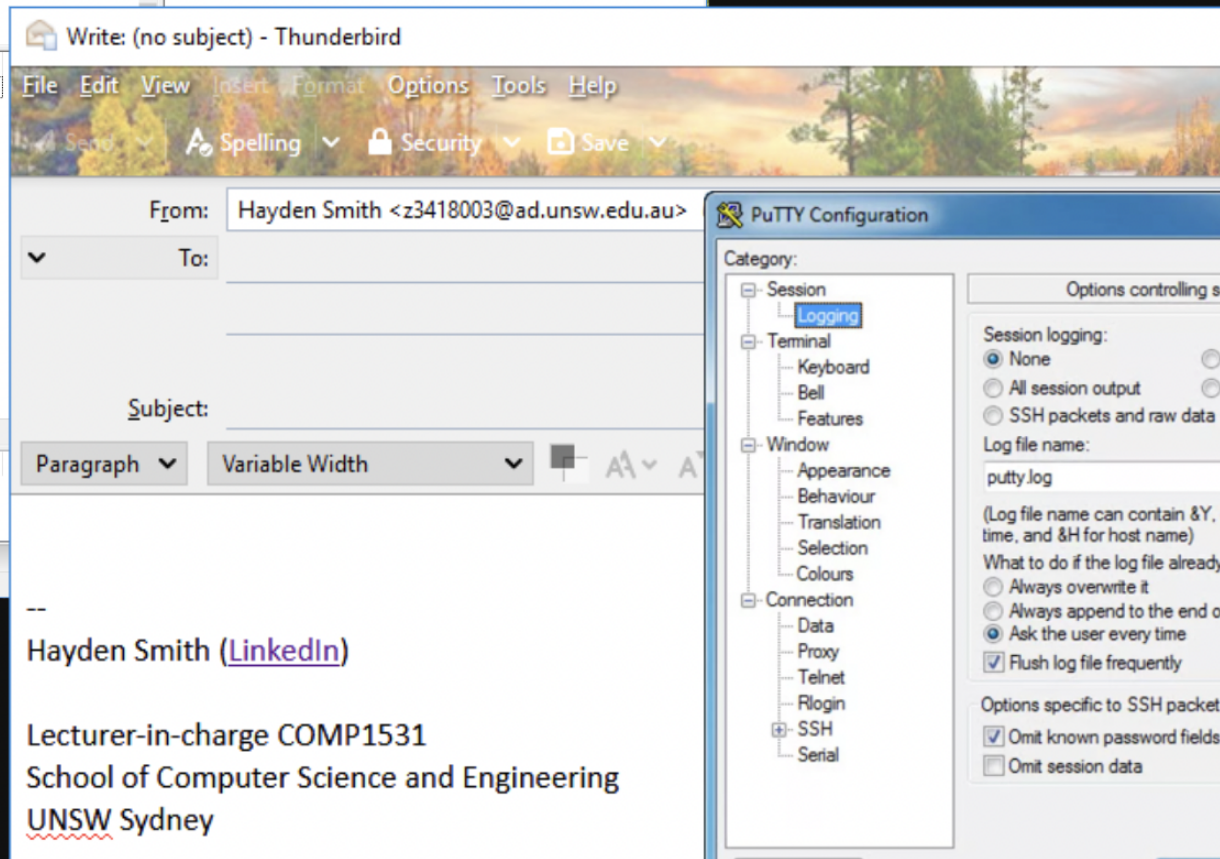 Write: (no subject) - Thunderbird
File Edit View Insert Format Options Tools Help
Send Spelling Security Save
From: Hayden Smith <z3418003@ad.unsw.edu.au>
To:
Subject:
Paragraph Variable Width
--
Hayden Smith (LinkedIn)
Lecturer-in-charge COMP1531
School of Computer Science and Engineering
UNSW Sydney
PuTTY Configuration
Category:
Session
Logging
Terminal
Keyboard
Bell
Features
Window
Appearance
Behaviour
Translation
Selection
Colours
Connection
Data
Proxy
Telnet
Rlogin
SSH
Serial
Options controlling s
Session logging:
None
All session output
SSH packets and raw data
Log file name:
putty.log
(Log file name can contain &Y,
time, and &H for host name)
What to do if the log file already
Always overwrite it
Always append to the end o
Ask the user every time
Flush log file frequently
Options specific to SSH packet
Omit known password fields
Omit session data